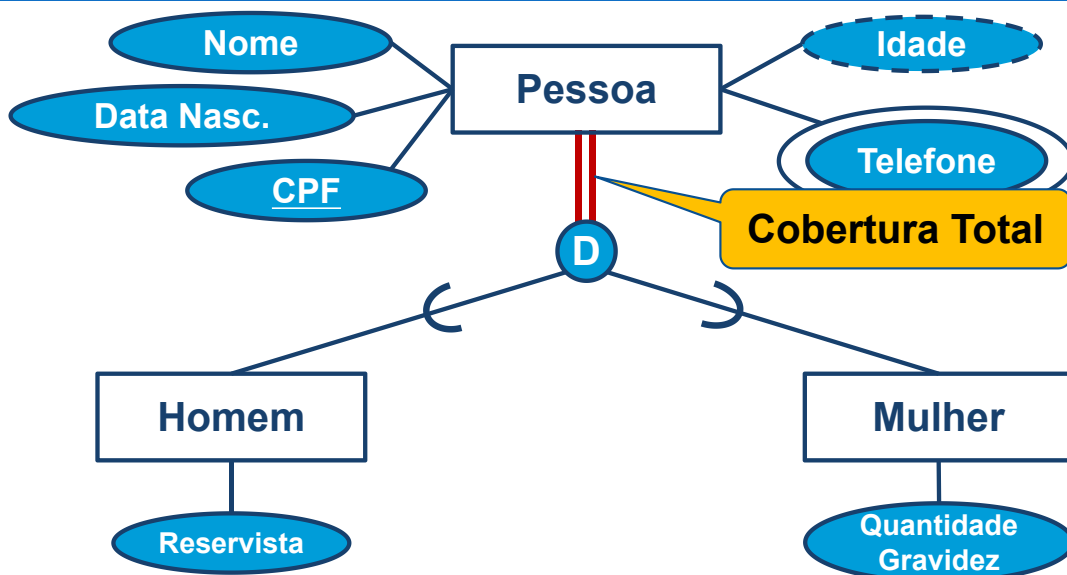 Nome
Pessoa
Idade
Data Nasc.
Telefone
CPF
Cobertura Total
D
Homem
Mulher
Reservista
Quantidade
Gravidez